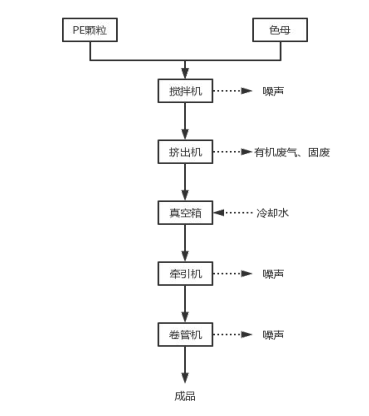 PE颗粒
色母
搅拌机
噪声
挤出机
有机废气、固废
真空箱
冷却水
牵引机
噪声
卷管机
噪声
成品